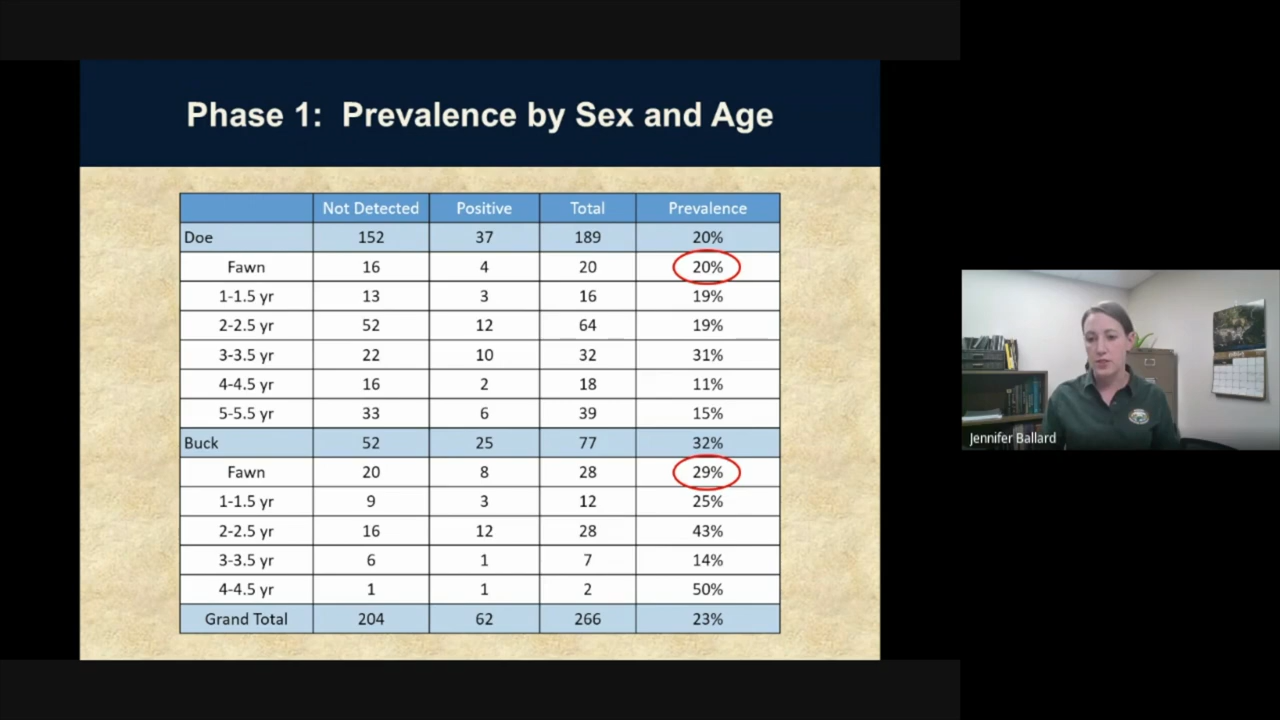 Phase 1: Prevalence by Sex and Age
Not Detected Positive Total Prevalence
Doe 152 37 189 20%
Fawn 16 4 20 20%
1-1.5 yr 13 3 16 19%
2-2.5 yr 52 12 64 19%
3-3.5 yr 22 10 32 31%
4-4.5 yr 16 2 18 11%
5-5.5 yr 33 6 39 15%
Buck 52 25 77 32%
Fawn 20 8 28 29%
1-1.5 yr 9 3 12 25%
2-2.5 yr 16 12 28 43%
3-3.5 yr 6 1 7 14%
4-4.5 yr 1 1 2 50%
Grand Total 204 62 266 23%
Jennifer Ballard